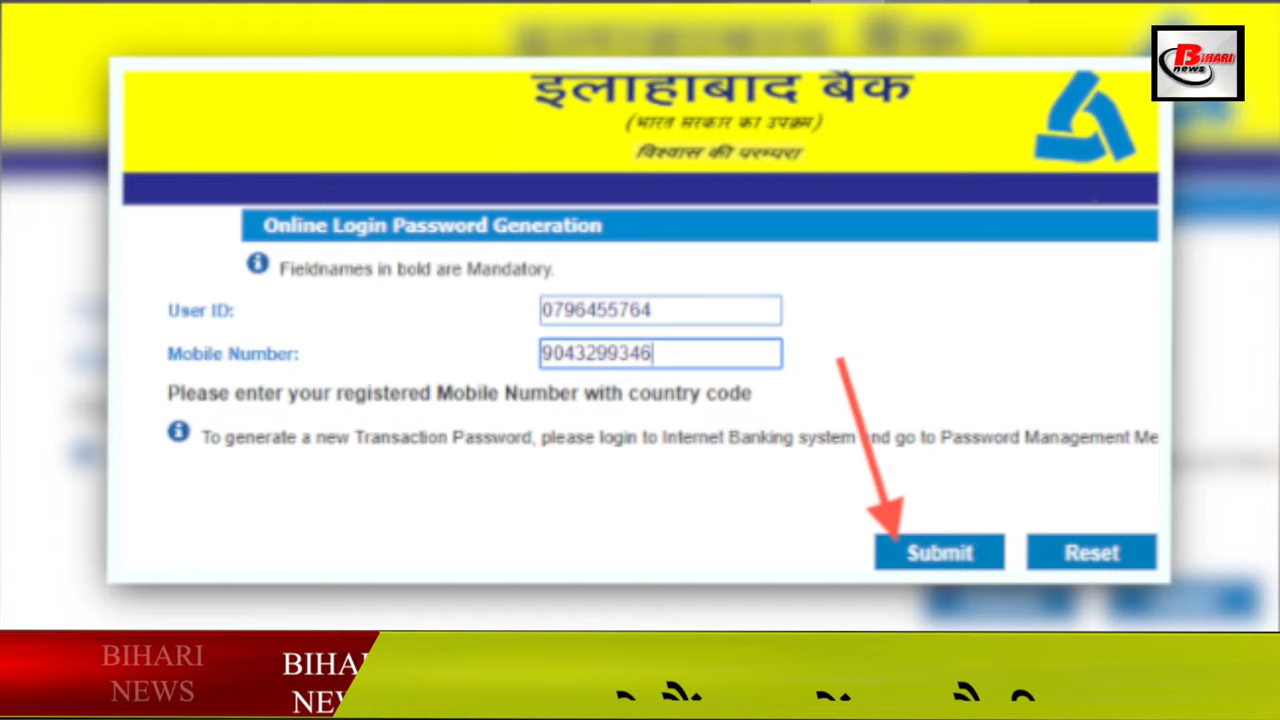 इलाहाबाद बैंक
(भारत सरकार का उपक्रम)
विश्वास की परम्परा
BIHARI
news
Online Login Password Generation
Fieldnames in bold are Mandatory.
User ID: 0796455764
Mobile Number: 9043299346
Please enter your registered Mobile Number with country code
To generate a new Transaction Password, please login to Internet Banking system and go to Password Management Me
Submit Reset
BIHARI
NEWS
BIHA
NEW